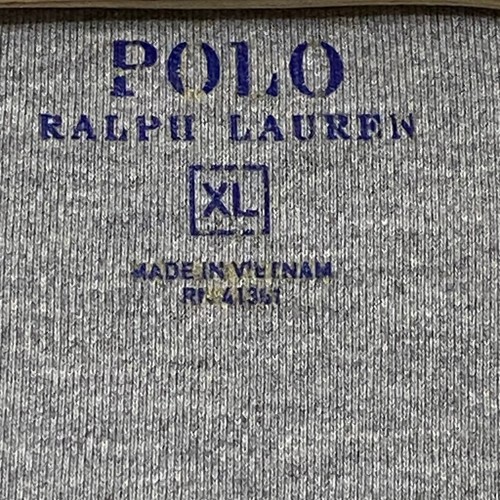 POLO
RALPH LAUREN
XL
MADE IN VIETNAM
RN 41381